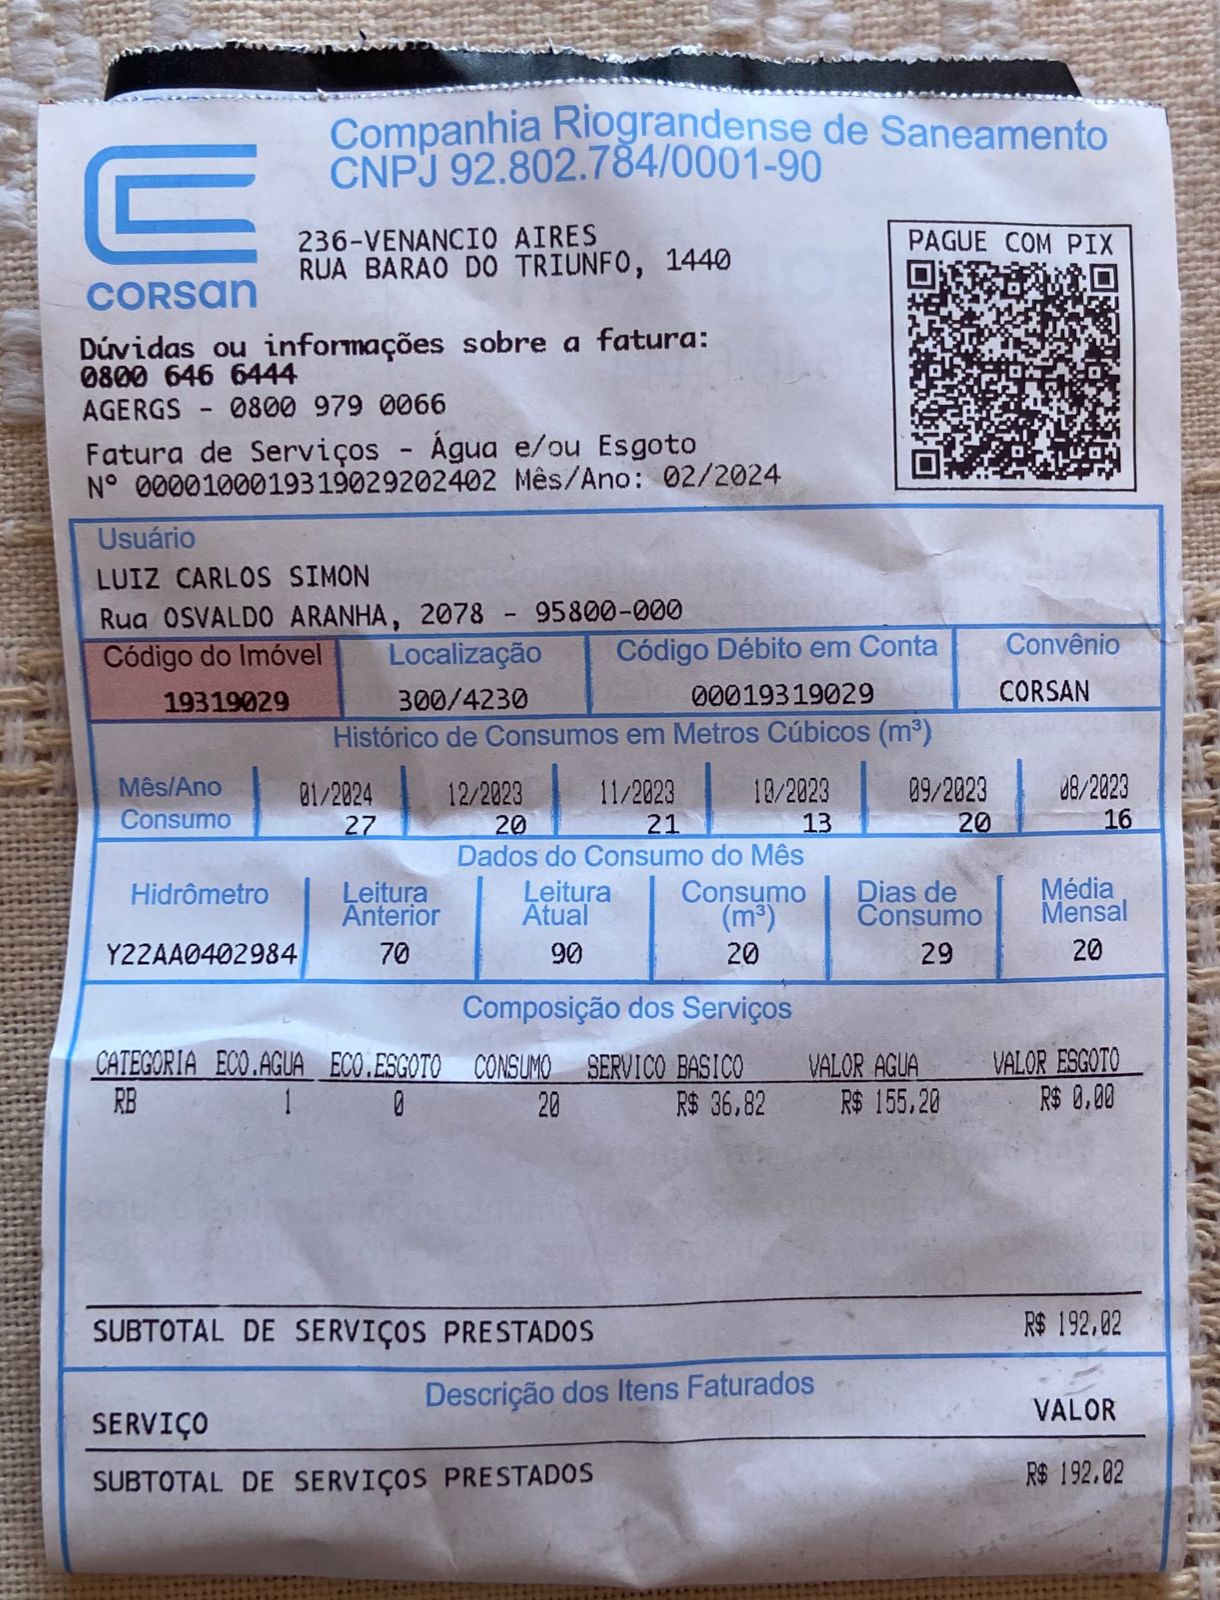 Companhia Riograndense de Saneamento
CNPJ 92.802.784/0001-90
CORSAN
236-VENANCIO AIRES
RUA BARAO DO TRIUNFO, 1440
PAGUE COM PIX
Dúvidas ou informações sobre a fatura:
0800 646 6444
AGERGS - 0800 979 0066
Fatura de Serviços - Água e/ou Esgoto
Nº 0000100019319029202402 Mês/Ano: 02/2024
Usuário
LUIZ CARLOS SIMON
Rua OSVALDO ARANHA, 2078 - 95800-000
Código do Imóvel Localização Código Débito em Conta Convênio
19319029 300/4230 00019319029 CORSAN
Histórico de Consumos em Metros Cúbicos (m³)
Mês/Ano 01/2024 12/2023 11/2023 10/2023 09/2023 08/2023
Consumo 27 20 21 13 20 16
Dados do Consumo do Mês
Hidrômetro Leitura Anterior Leitura Atual Consumo (m³) Dias de Consumo Média Mensal
Y22AA0402984 70 90 20 29 20
Composição dos Serviços
CATEGORIA ECO.AGUA ECO.ESGOTO CONSUMO SERVICO BASICO VALOR AGUA VALOR ESGOTO
RB 1 0 20 R$ 36,82 R$ 155,20 R$ 0,00
SUBTOTAL DE SERVIÇOS PRESTADOS R$ 192,02
Descrição dos Itens Faturados
SERVIÇO VALOR
SUBTOTAL DE SERVIÇOS PRESTADOS R$ 192,02